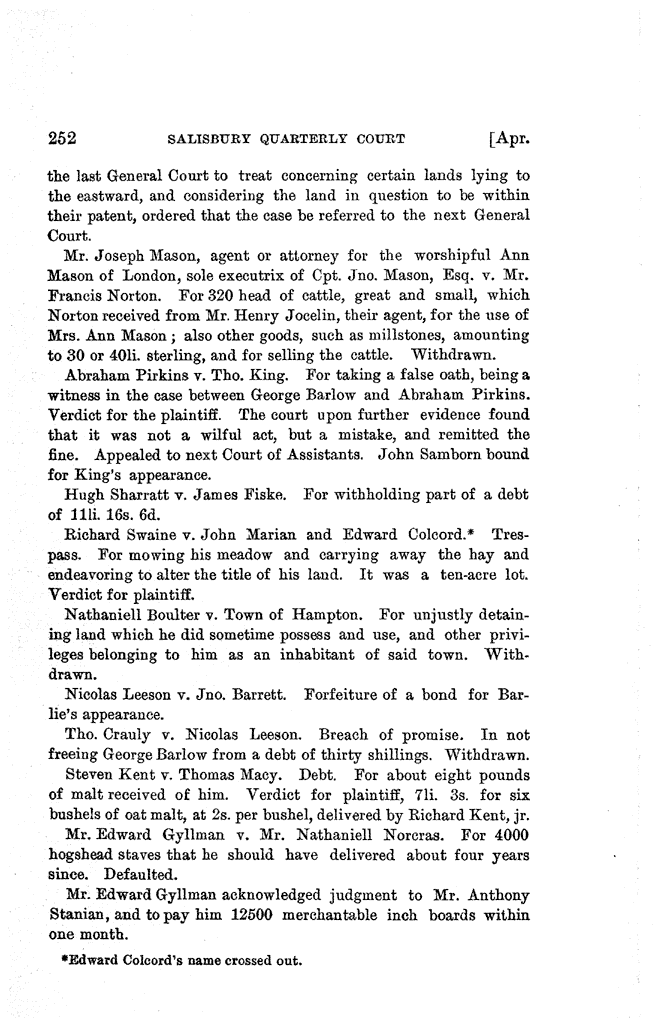 252 SALISBURY QUARTERLY COURT [Apr.
the last General Court to treat concerning certain lands lying to
the eastward, and considering the land in question to be within
their patent, ordered that the case be referred to the next General
Court.
Mr. Joseph Mason, agent or attorney for the worshipful Ann
Mason of London, sole executrix of Cpt. Jno. Mason, Esq. v. Mr.
Francis Norton. For 320 head of cattle, great and small, which
Norton received from Mr. Henry Jocelin, their agent, for the use of
Mrs. Ann Mason ; also other goods, such as millstones, amounting
to 30 or 40li. sterling, and for selling the cattle. Withdrawn.
Abraham Pirkins v. Tho. King. For taking a false oath, being a
witness in the case between George Barlow and Abraham Pirkins.
Verdict for the plaintiff. The court upon further evidence found
that it was not a wilful act, but a mistake, and remitted the
fine. Appealed to next Court of Assistants. John Samborn bound
for King's appearance.
Hugh Sharratt v. James Fiske. For withholding part of a debt
of 11li. 16s. 6d.
Richard Swaine v. John Marian and Edward Colcord.* Tres-
pass. For mowing his meadow and carrying away the hay and
endeavoring to alter the title of his land. It was a ten-acre lot.
Verdict for plaintiff.
Nathaniell Boulter v. Town of Hampton. For unjustly detain-
ing land which he did sometime possess and use, and other privi-
leges belonging to him as an inhabitant of said town. With-
drawn.
Nicolas Leeson v. Jno. Barrett. Forfeiture of a bond for Bar-
lie's appearance.
Tho. Crauly v. Nicolas Leeson. Breach of promise. In not
freeing George Barlow from a debt of thirty shillings. Withdrawn.
Steven Kent v. Thomas Macy. Debt. For about eight pounds
of malt received of him. Verdict for plaintiff, 7li. 3s. for six
bushels of oat malt, at 2s. per bushel, delivered by Richard Kent, jr.
Mr. Edward Gyllman v. Mr. Nathaniell Norcras. For 4000
hogshead staves that he should have delivered about four years
since. Defaulted.
Mr. Edward Gyllman acknowledged judgment to Mr. Anthony
Stanian, and to pay him 12500 merchantable inch boards within
one month.
*Edward Colcord's name crossed out.